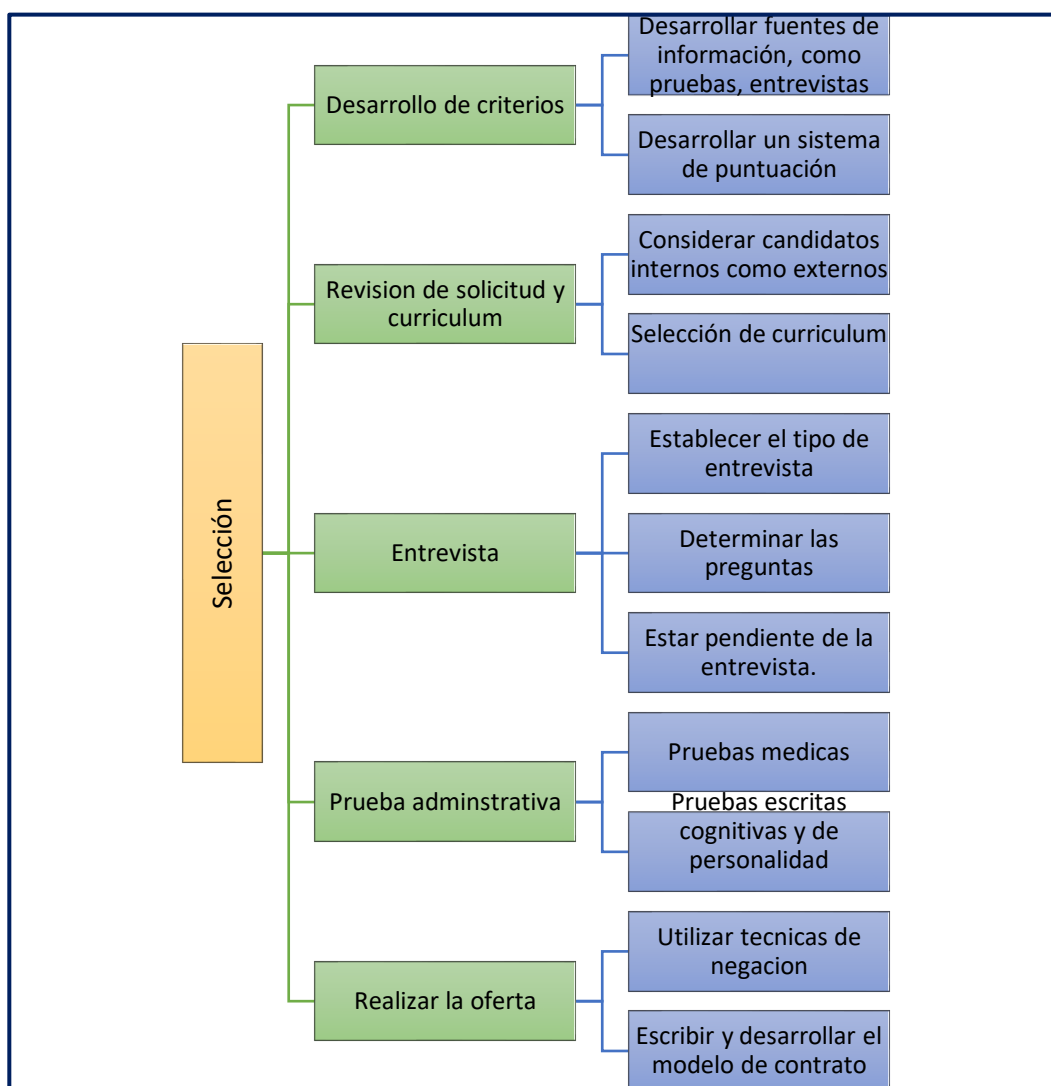 Selección
Desarrollo de criterios
Desarrollar fuentes de
información, como
pruebas, entrevistas
Desarrollar un sistema
de puntuación
Revision de solicitud y
curriculum
Considerar candidatos
internos como externos
Selección de curriculum
Entrevista
Establecer el tipo de
entrevista
Determinar las
preguntas
Estar pendiente de la
entrevista.
Prueba adminstrativa
Pruebas medicas
Pruebas escritas
cognitivas y de
personalidad
Realizar la oferta
Utilizar tecnicas de
negacion
Escribir y desarrollar el
modelo de contrato